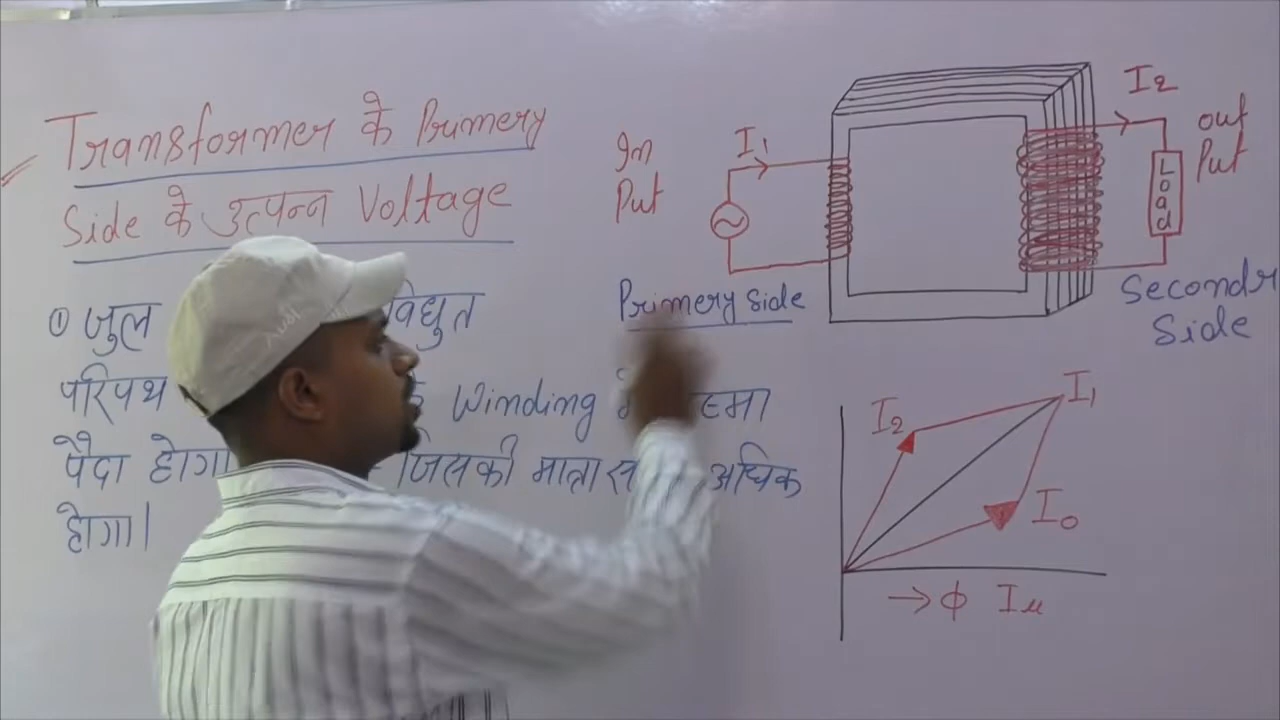 Transformer के Primery
Side के उत्पन्न Voltage
① जुल विधुत
परिपथ Winding
पैदा होगा जिसकी मात्रा अधिक
होगा।
In
Put
I₁
I₂
Out
Put
Load
Primery Side
Secondr
Side
I₂
I₁
I₀
→ϕ Iμ
Audi